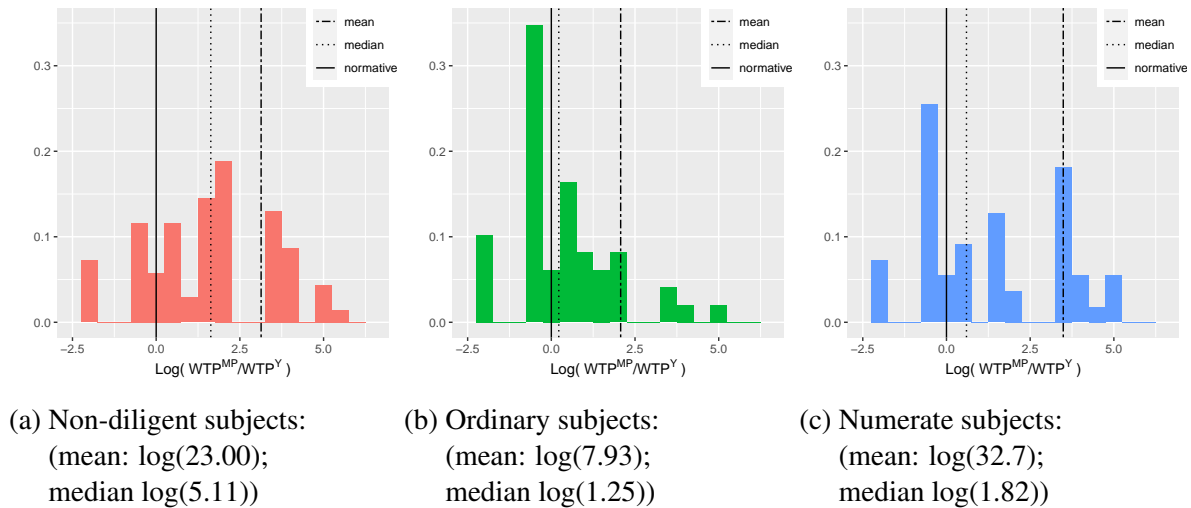 mean
median
normative
0.3
0.2
0.1
0.0
-2.5 0.0 2.5 5.0
Log( WTP^MP/WTP^Y )
mean
median
normative
0.3
0.2
0.1
0.0
-2.5 0.0 2.5 5.0
Log( WTP^MP/WTP^Y )
mean
median
normative
0.3
0.2
0.1
0.0
-2.5 0.0 2.5 5.0
Log( WTP^MP/WTP^Y )
(a) Non-diligent subjects:
(mean: log(23.00);
median log(5.11))
(b) Ordinary subjects:
(mean: log(7.93);
median log(1.25))
(c) Numerate subjects:
(mean: log(32.7);
median log(1.82))